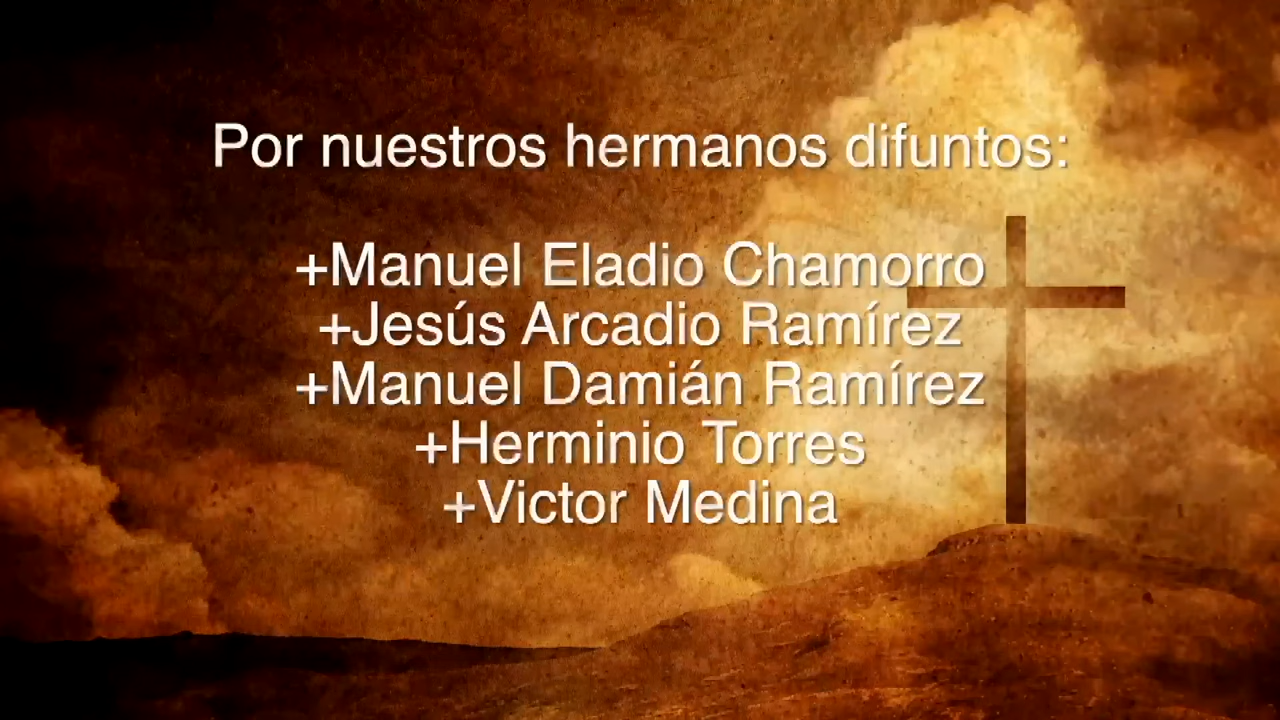 Por nuestros hermanos difuntos:
+Manuel Eladio Chamorro
+Jesús Arcadio Ramírez
+Manuel Damián Ramírez
+Herminio Torres
+Victor Medina